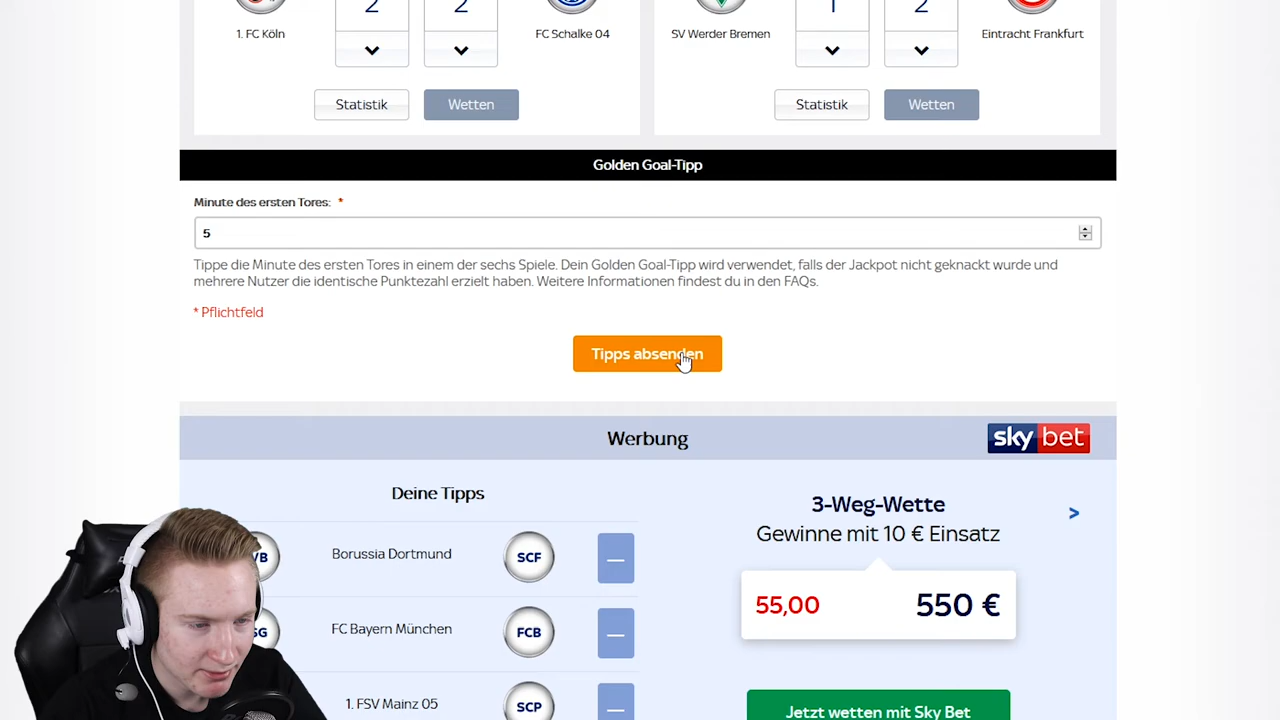 2 2 1 2
1. FC Köln FC Schalke 04 SV Werder Bremen Eintracht Frankfurt
Statistik Wetten Statistik Wetten
Golden Goal-Tipp
Minute des ersten Tores: *
5
Tippe die Minute des ersten Tores in einem der sechs Spiele. Dein Golden Goal-Tipp wird verwendet, falls der Jackpot nicht geknackt wurde und
mehrere Nutzer die identische Punktezahl erzielt haben. Weitere Informationen findest du in den FAQs.
* Pflichtfeld
Tipps absenden
Werbung sky bet
Deine Tipps
3-Weg-Wette
Gewinne mit 10 € Einsatz
VB Borussia Dortmund SCF —
55,00 550 €
SG FC Bayern München FCB —
1. FSV Mainz 05 SCP —
Jetzt wetten mit Sky Bet